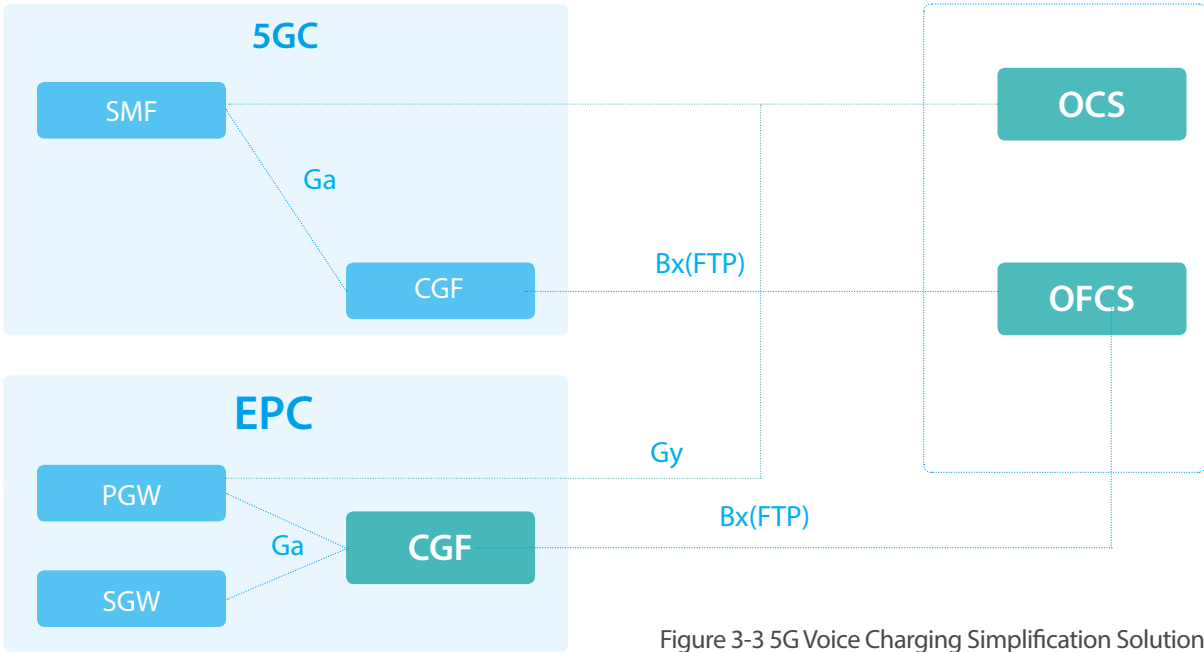 5GC
SMF
OCS
Ga
Bx(FTP)
CGF
OFCS
EPC
Gy
PGW
Bx(FTP)
Ga
CGF
SGW
Figure 3-3 5G Voice Charging Simplification Solution